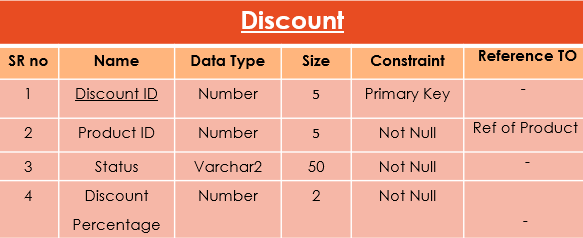 Discount
SR no Name Data Type Size Constraint Reference TO
1 Discount ID Number 5 Primary Key -
2 Product ID Number 5 Not Null Ref of Product
3 Status Varchar2 50 Not Null -
4 Discount Number 2 Not Null
Percentage -